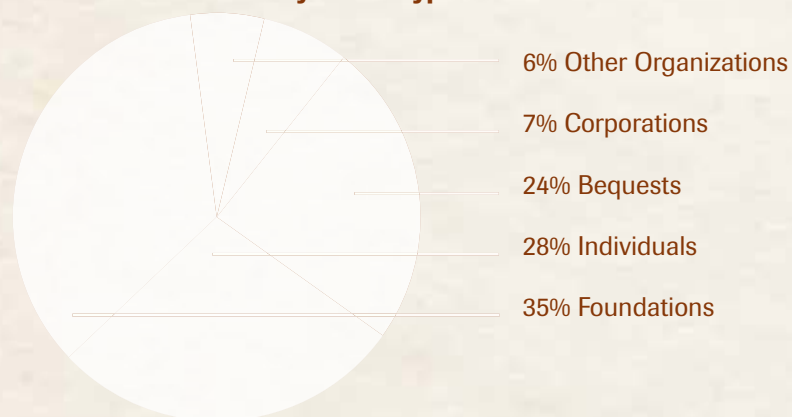 6% Other Organizations
7% Corporations
24% Bequests
28% Individuals
35% Foundations